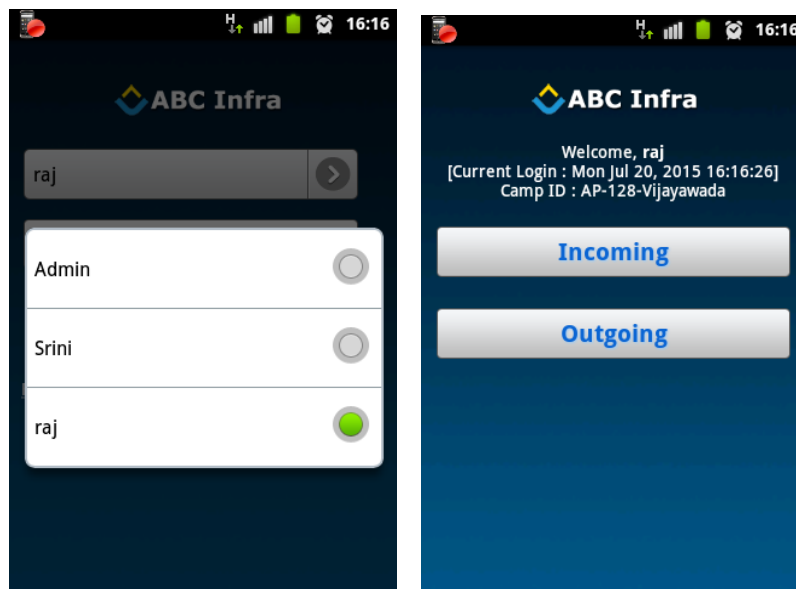 H 16:16
ABC Infra
raj
Admin
Srini
raj
H 16:16
ABC Infra
Welcome, raj
[Current Login : Mon Jul 20, 2015 16:16:26]
Camp ID : AP-128-Vijayawada
Incoming
Outgoing